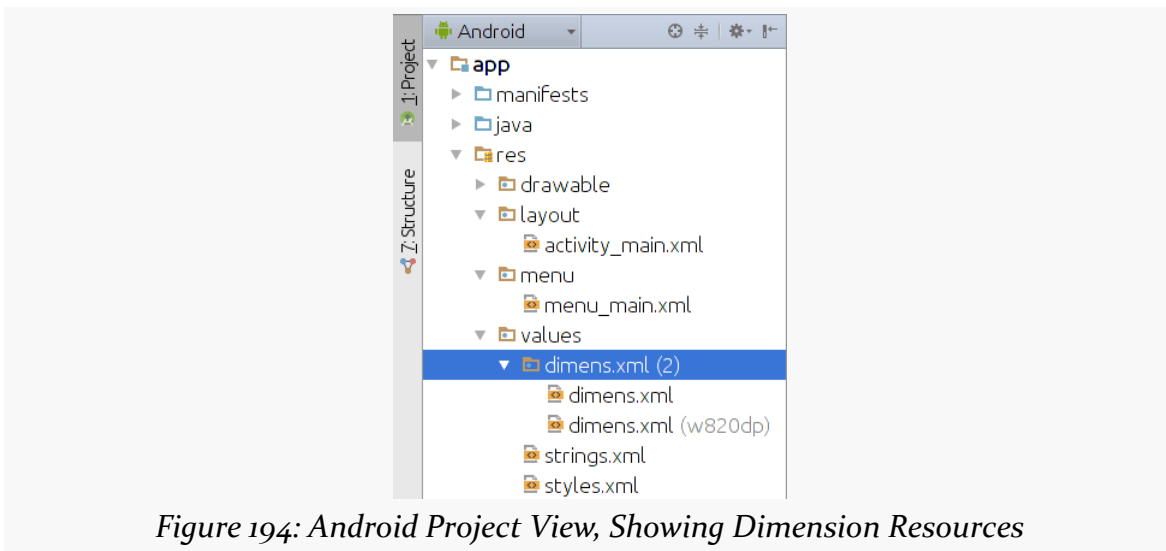 Android
1: Project
7: Structure
app
manifests
java
res
drawable
layout
activity_main.xml
menu
menu_main.xml
values
dimens.xml (2)
dimens.xml
dimens.xml (w820dp)
strings.xml
styles.xml
Figure 194: Android Project View, Showing Dimension Resources